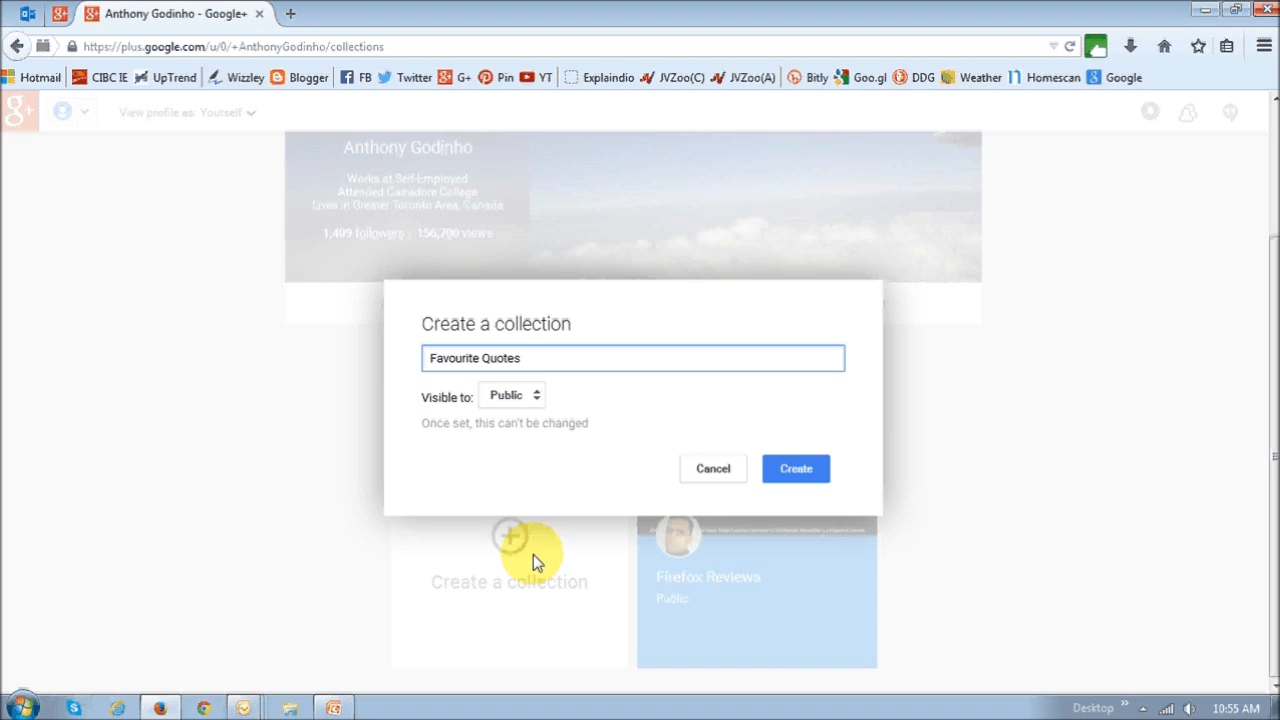 Anthony Godinho - Google+
https://plus.google.com/u/0/+AnthonyGodinho/collections
Hotmail CIBC IE UpTrend Wizzley Blogger FB Twitter G+ Pin YT Explaindio JVZoo(C) JVZoo(A) Bitly Goo.gl DDG Weather Homescan Google
g+ View profile as: Yourself
Anthony Godinho
Works at Self-Employed
Attended Carradore College
Lives in Greater Toronto Area, Canada
1,499 followers | 156,700 views
Create a collection
Favourite Quotes
Visible to: Public
Once set, this can't be changed
Cancel Create
Create a collection
Firefox Reviews
Public
Desktop 10:55 AM